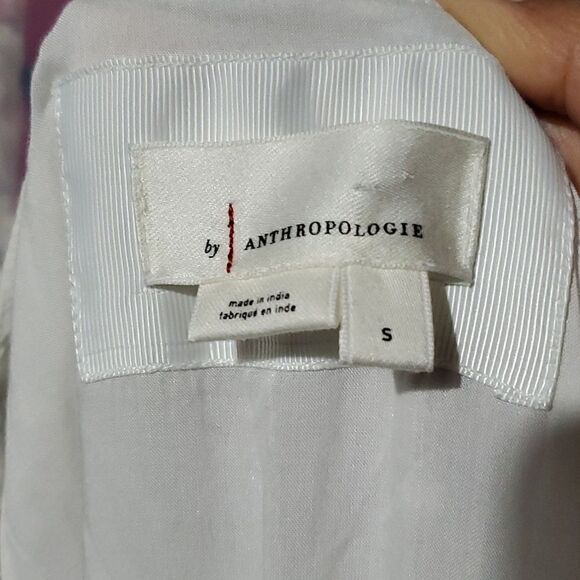 by ANTHROPOLOGIE
made in india
fabriqué en inde
S